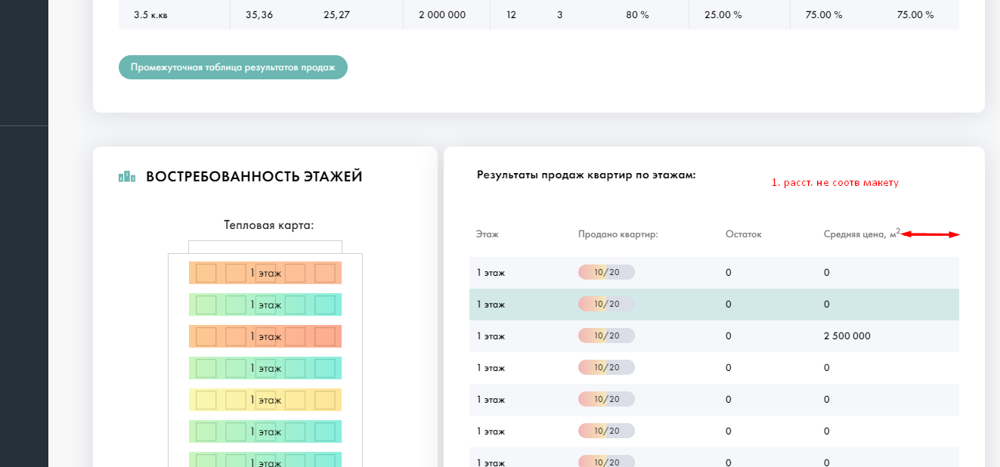 3.5 к.кв 35,36 25,27 2 000 000 12 3 80 % 25.00 % 75.00 % 75.00 %
Промежуточная таблица результатов продаж
ВОСТРЕБОВАННОСТЬ ЭТАЖЕЙ
Тепловая карта:
1 этаж
1 этаж
1 этаж
1 этаж
1 этаж
1 этаж
1 этаж
Результаты продаж квартир по этажам:
1. расст. не соотв макету
Этаж Продано квартир: Остаток Средняя цена, м2
1 этаж 10/20 0 0
1 этаж 10/20 0 0
1 этаж 10/20 0 2 500 000
1 этаж 10/20 0 0
1 этаж 10/20 0 0
1 этаж 10/20 0 0
1 этаж 10/20 0 0